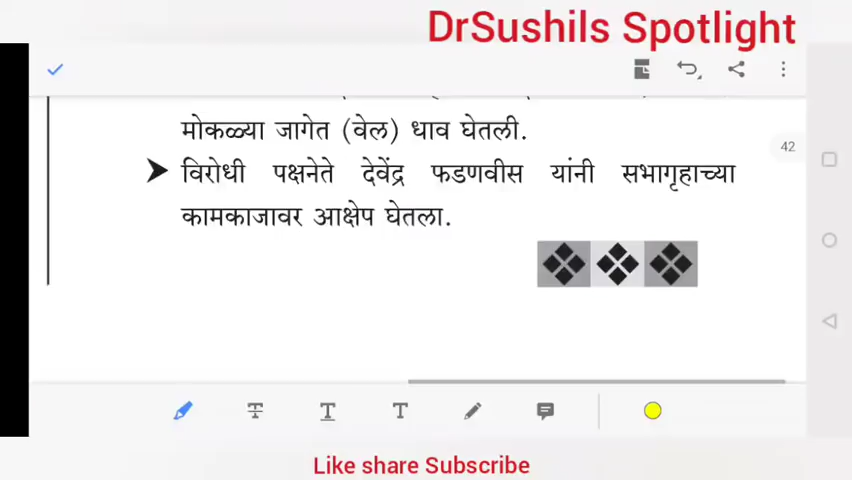 DrSushils Spotlight
मोकळ्या जागेत (वेल) धाव घेतली.
42
➤ विरोधी पक्षनेते देवेंद्र फडणवीस यांनी सभागृहाच्या
कामकाजावर आक्षेप घेतला.
Like share Subscribe